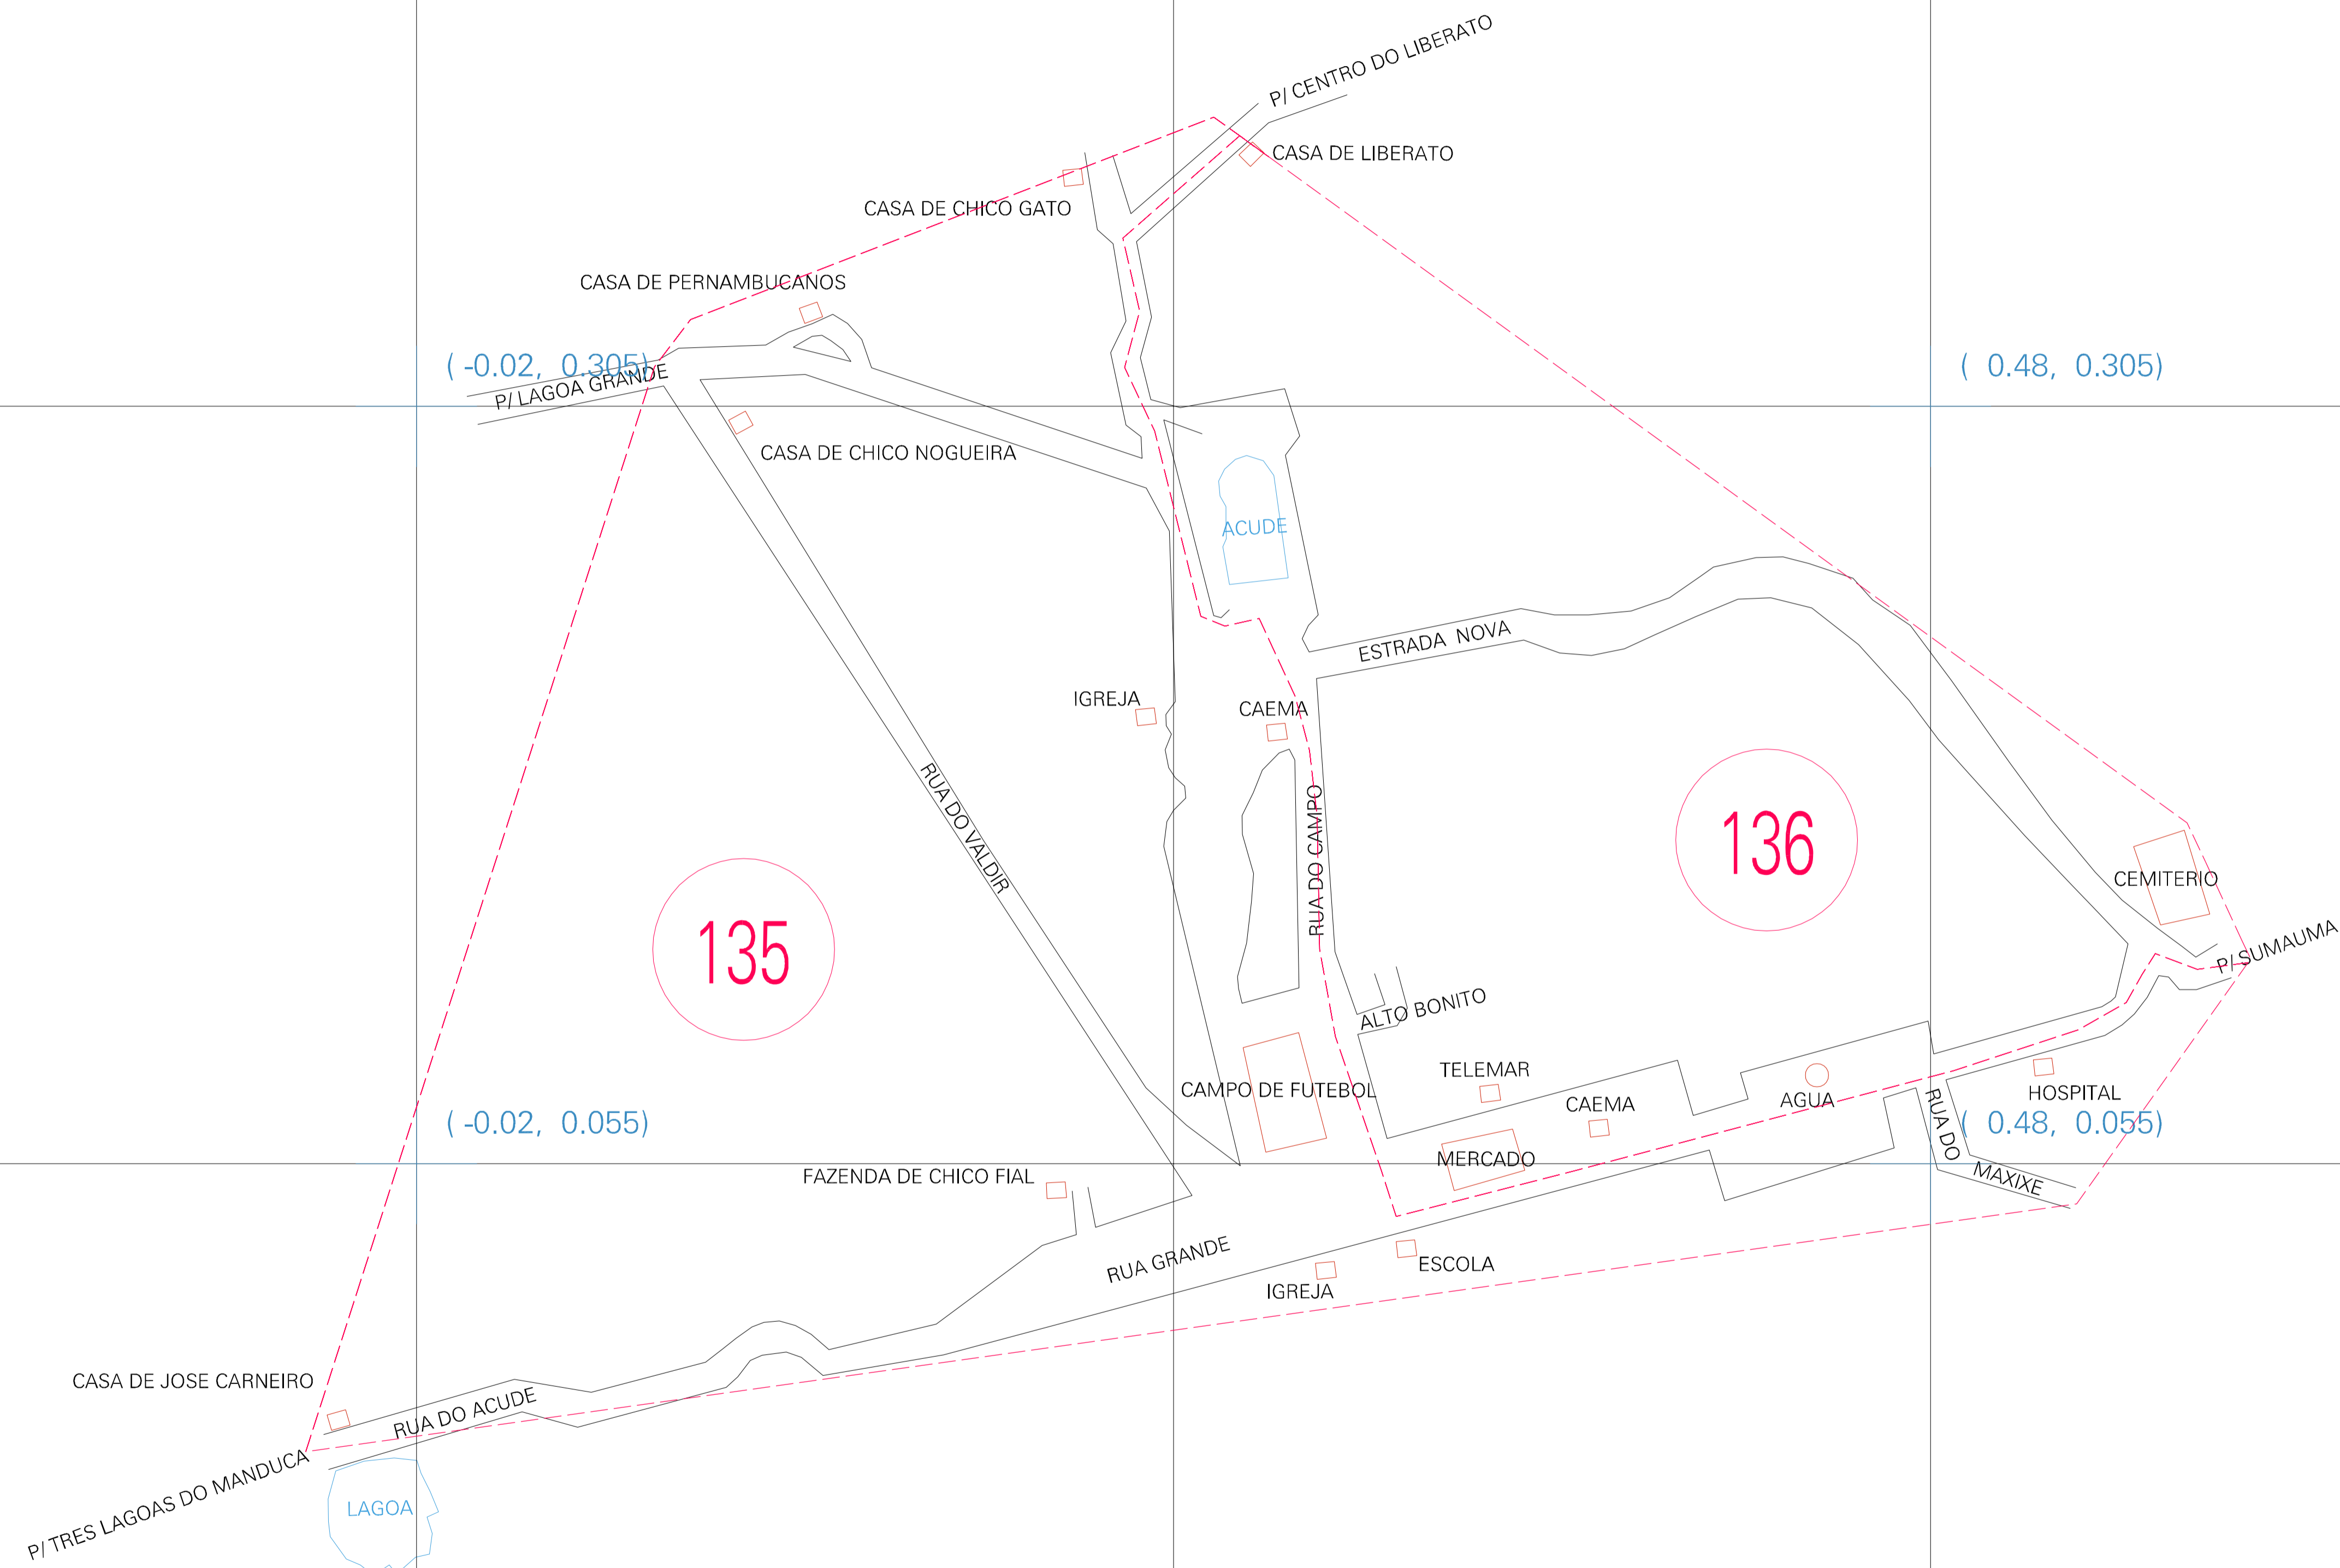 P/ CENTRO DO LIBERATO
CASA DE LIBERATO
CASA DE CHICO GATO
CASA DE PERNAMBUCANOS
( -0.02, 0.305)
( 0.48, 0.305)
P/ LAGOA GRANDE
CASA DE CHICO NOGUEIRA
ACUDE
ESTRADA NOVA
IGREJA
CAEMA
RUA DO VALDIR
RUA DO CAMPO
136
135
CEMITERIO
P/ SUMAUMA
ALTO BONITO
TELEMAR
CAMPO DE FUTEBOL
CAEMA
AGUA
HOSPITAL
( -0.02, 0.055)
( 0.48, 0.055)
RUA DO
MAXIXE
MERCADO
FAZENDA DE CHICO FIAL
RUA GRANDE
ESCOLA
IGREJA
CASA DE JOSE CARNEIRO
RUA DO ACUDE
P/ TRES LAGOAS DO MANDUCA
LAGOA